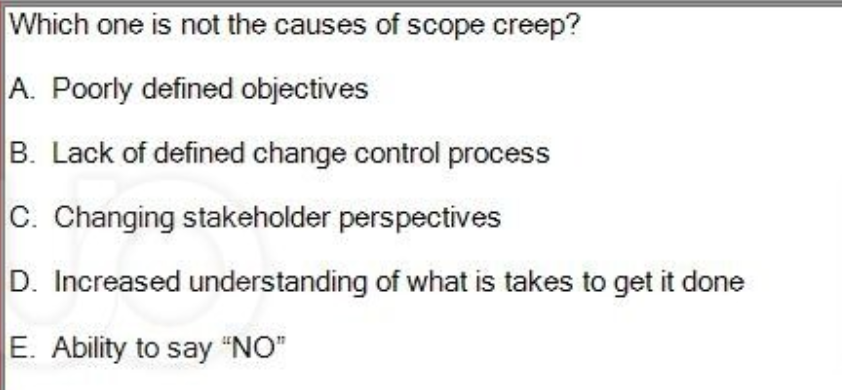 Which one is not the causes of scope creep?
A. Poorly defined objectives
B. Lack of defined change control process
C. Changing stakeholder perspectives
D. Increased understanding of what is takes to get it done
E. Ability to say “NO”